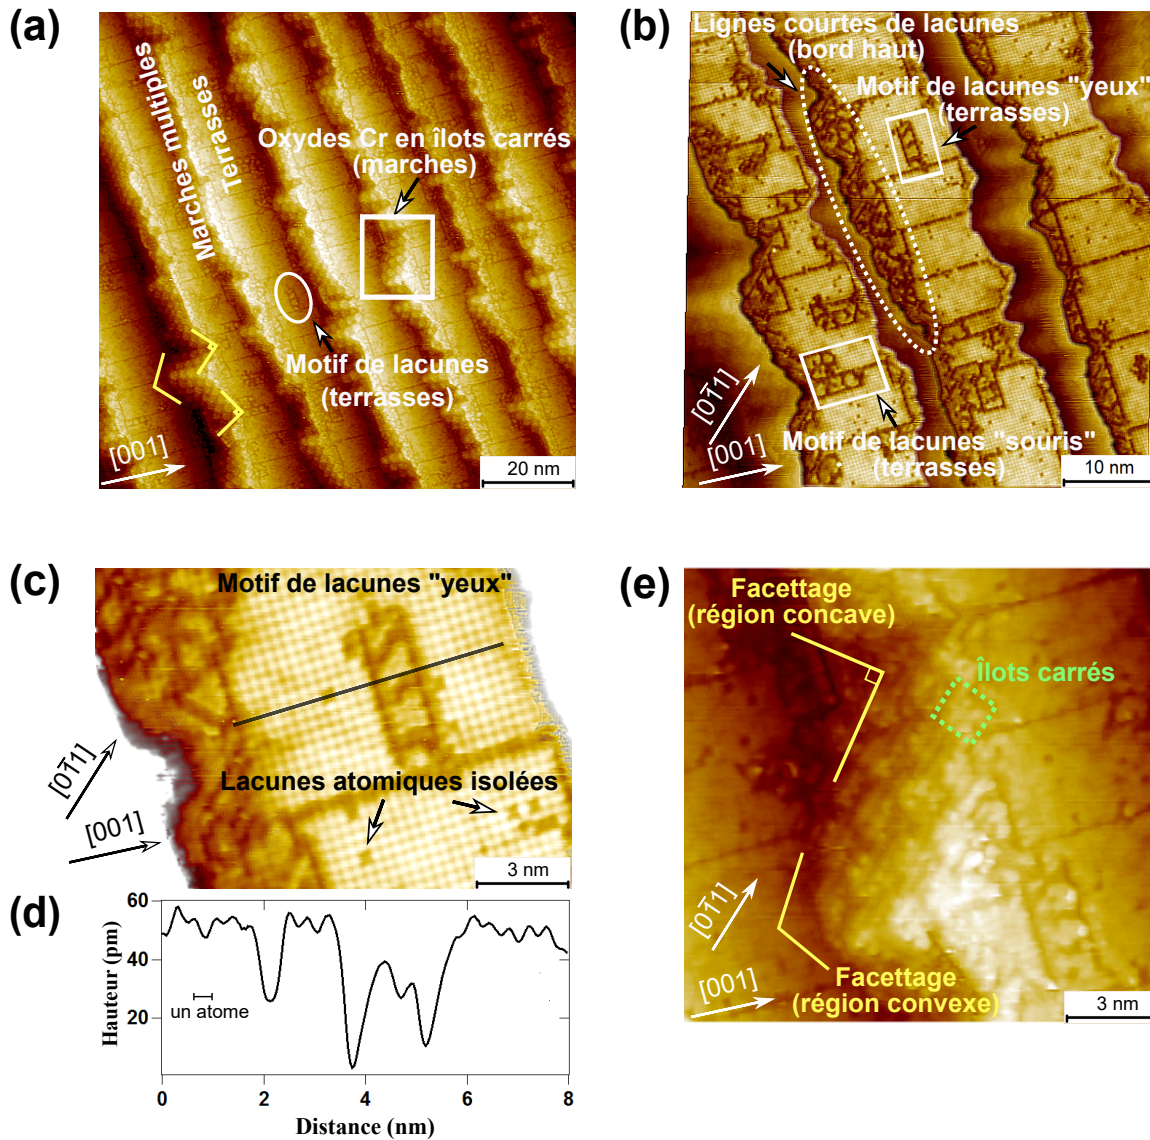 (a)
Marches multiples
Terrassses
Oxydes Cr en îlots carrés
(marches)
Motif de lacunes
(terrasses)
[001]
20 nm
(b)
Lignes courtes de lacunes
(bord haut)
Motif de lacunes "yeux"
(terrasses)
Motif de lacunes "souris"
(terrasses)
[01̅1]
[001]
10 nm
(c)
Motif de lacunes "yeux"
Lacunes atomiques isolées
[01̅1]
[001]
3 nm
(d)
Hauteur (pm)
60
40
20
un atome
0
2
4
6
8
Distance (nm)
(e)
Facettage
(région concave)
Îlots carrés
Facettage
(région convexe)
[01̅1]
[001]
3 nm